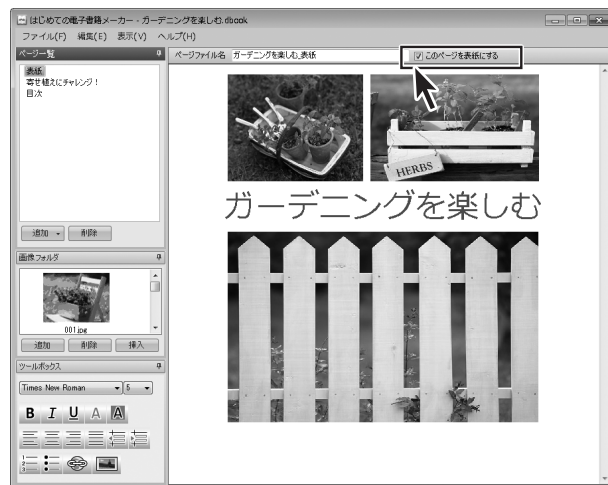 はじめての電子書籍メーカー - ガーデニングを楽しむ.dbook
ファイル(F) 編集(E) 表示(V) ヘルプ(H)
ページ一覧
ページファイル名 ガーデニングを楽しむ_表紙
このページを表紙にする
表紙
寄せ植えにチャレンジ!
目次
追加 削除
画像フォルダ
001.jpg
追加 削除 挿入
ツールボックス
Times New Roman 5
B I U A A
HERBS
ガーデニングを楽しむ